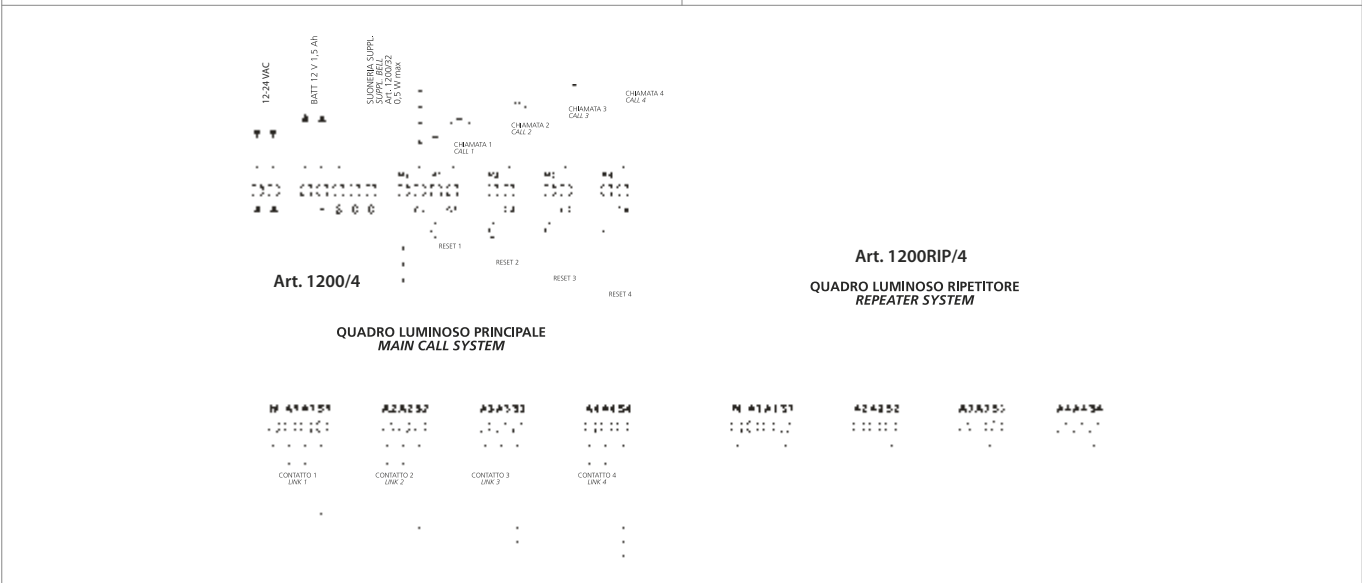 12-24 VAC
BATT 12 V 1,5 Ah
SUONERIA SUPPL.
SUPPL. BELL
Art. 1200/32
0,5 W max
CHIAMATA 4
CALL 4
CHIAMATA 3
CALL 3
CHIAMATA 2
CALL 2
CHIAMATA 1
CALL 1
RESET 1
RESET 2
RESET 3
RESET 4
Art. 1200/4
QUADRO LUMINOSO PRINCIPALE
MAIN CALL SYSTEM
Art. 1200RIP/4
QUADRO LUMINOSO RIPETITORE
REPEATER SYSTEM
CONTATTO 1
LINK 1
CONTATTO 2
LINK 2
CONTATTO 3
LINK 3
CONTATTO 4
LINK 4